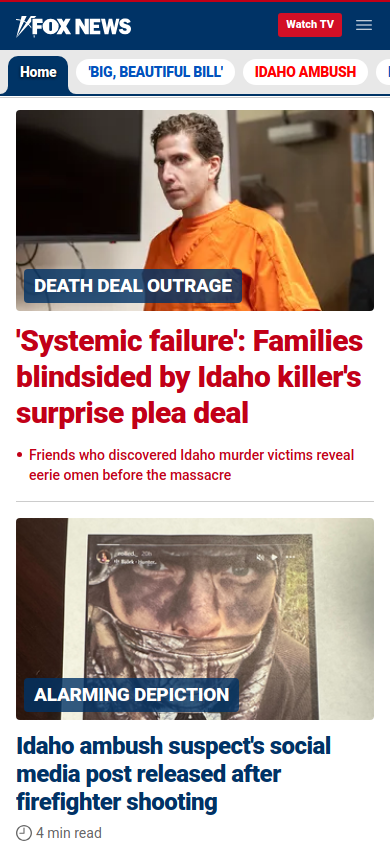 FOX NEWS
Watch TV
Home
'BIG, BEAUTIFUL BILL'
IDAHO AMBUSH
DEATH DEAL OUTRAGE
'Systemic failure': Families
blindsided by Idaho killer's
surprise plea deal
• Friends who discovered Idaho murder victims reveal
eerie omen before the massacre
20h
ALARMING DEPICTION
Idaho ambush suspect's social
media post released after
firefighter shooting
4 min read